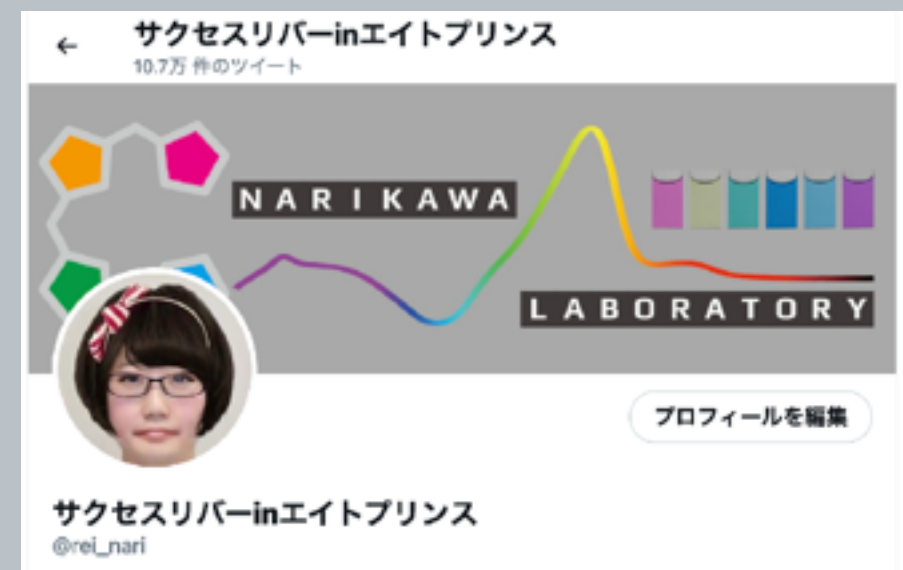 サクセスリバーinエイトプリンス
10.7万 件のツイート
NARIKAWA
LABORATORY
プロフィールを編集
サクセスリバーinエイトプリンス
@rei_nari